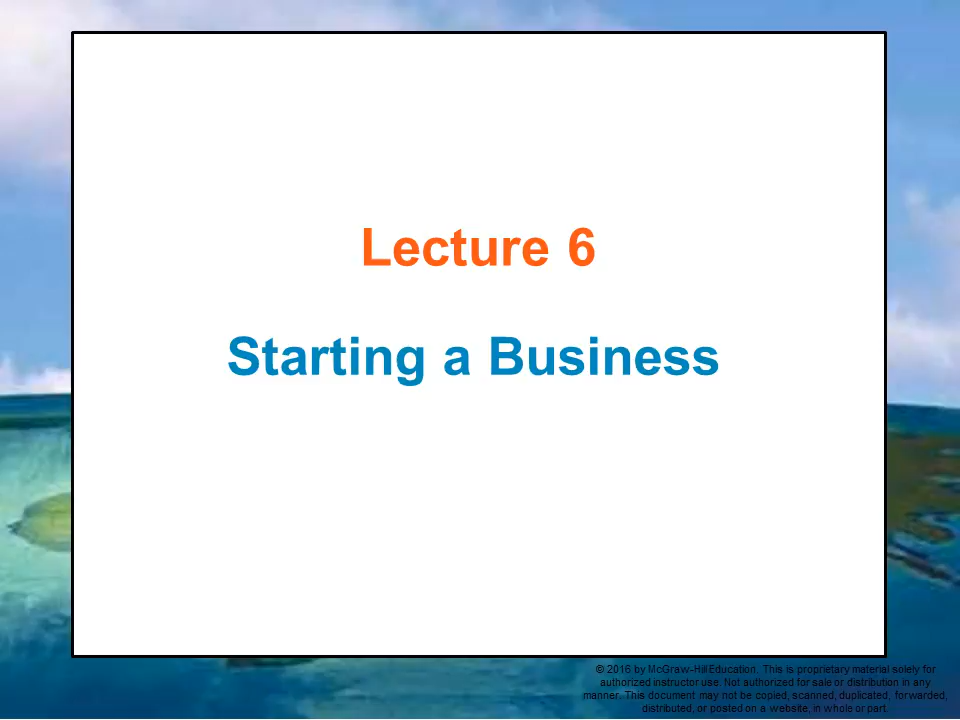 Lecture 6
Starting a Business
© 2016 by McGraw-Hill Education. This is proprietary material solely for
authorized instructor use. Not authorized for sale or distribution in any
manner. This document may not be copied, scanned, duplicated, forwarded,
distributed, or posted on a website, in whole or part.